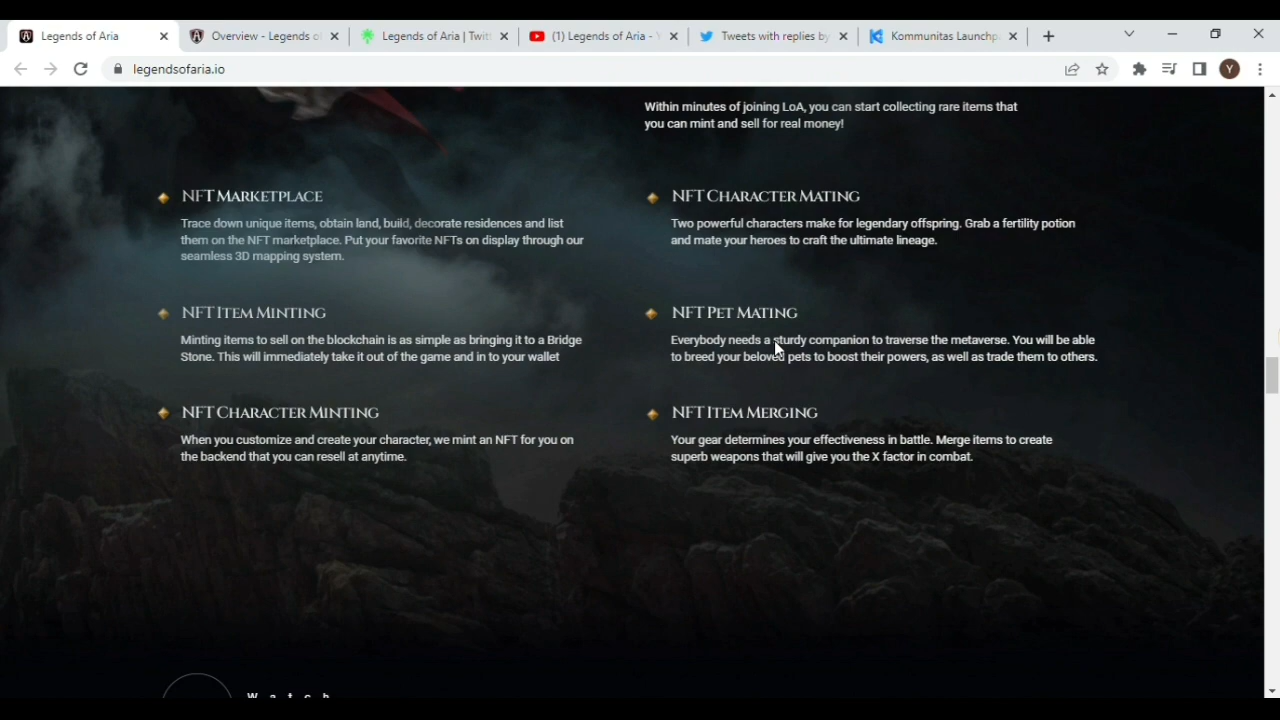 Legends of Aria
Overview - Legends o
Legends of Aria | Twit
(1) Legends of Aria - Y
Tweets with replies by
Kommunitas Launchp
legendsofaria.io
Y
Within minutes of joining LoA, you can start collecting rare items that
you can mint and sell for real money!
NFT Marketplace
Trace down unique items, obtain land, build, decorate residences and list
them on the NFT marketplace. Put your favorite NFTs on display through our
seamless 3D mapping system.
NFT Character Mating
Two powerful characters make for legendary offspring. Grab a fertility potion
and mate your heroes to craft the ultimate lineage.
NFT Item Minting
Minting items to sell on the blockchain is as simple as bringing it to a Bridge
Stone. This will immediately take it out of the game and in to your wallet
NFT Pet Mating
Everybody needs a sturdy companion to traverse the metaverse. You will be able
to breed your beloved pets to boost their powers, as well as trade them to others.
NFT Character Minting
When you customize and create your character, we mint an NFT for you on
the backend that you can resell at anytime.
NFT Item Merging
Your gear determines your effectiveness in battle. Merge items to create
superb weapons that will give you the X factor in combat.
Watch